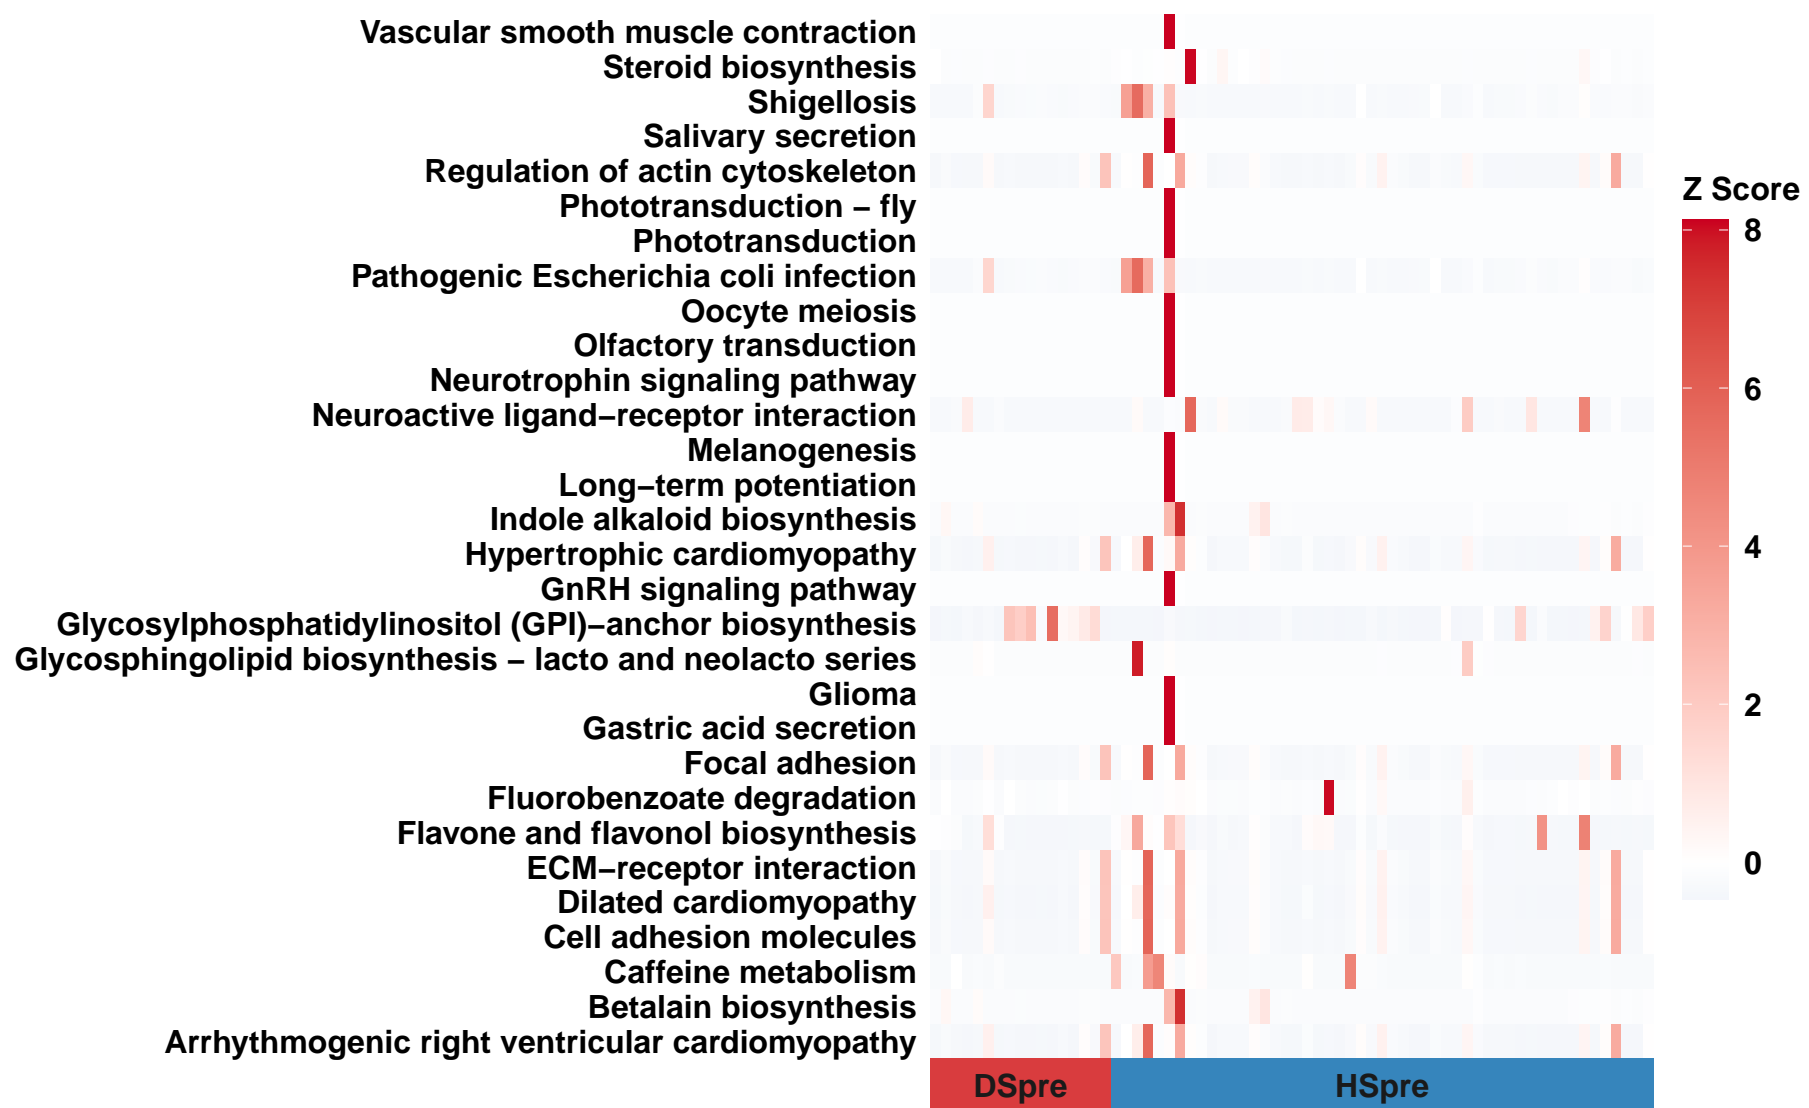 Vascular smooth muscle contraction
Steroid biosynthesis
Shigellosis
Salivary secretion
Regulation of actin cytoskeleton
Phototransduction – fly
Phototransduction
Pathogenic Escherichia coli infection
Oocyte meiosis
Olfactory transduction
Neurotrophin signaling pathway
Neuroactive ligand–receptor interaction
Melanogenesis
Long–term potentiation
Indole alkaloid biosynthesis
Hypertrophic cardiomyopathy
GnRH signaling pathway
Glycosylphosphatidylinositol (GPI)–anchor biosynthesis
Glycosphingolipid biosynthesis – lacto and neolacto series
Glioma
Gastric acid secretion
Focal adhesion
Fluorobenzoate degradation
Flavone and flavonol biosynthesis
ECM–receptor interaction
Dilated cardiomyopathy
Cell adhesion molecules
Caffeine metabolism
Betalain biosynthesis
Arrhythmogenic right ventricular cardiomyopathy
DSpre
HSpre
Z Score
8
6
4
2
0